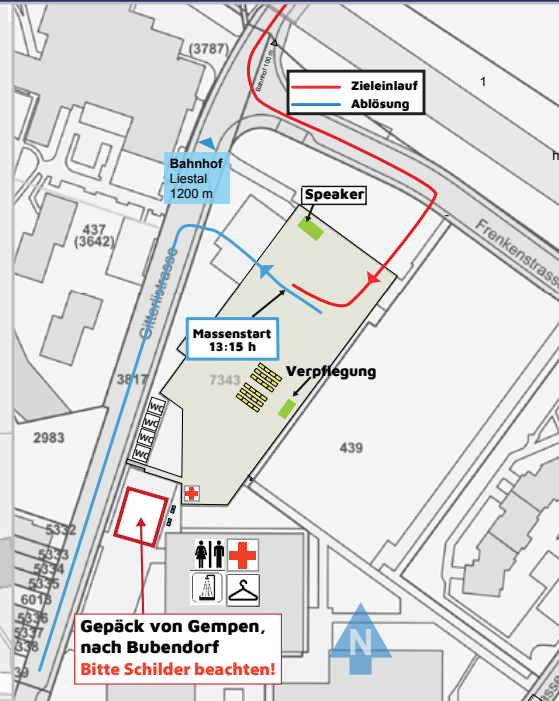 (3787)
Bahnhof 100 m
1
Zieleinlauf
Ablösung
h
Bahnhof
Liestal
1200 m
Speaker
437
(3642)
Frenkenstrasse
Gitterlistrasse
Massenstart
13:15 h
Verpflegung
3817
7343
WC
WC
WC
WC
2983
439
5332
5333
5334
5335
6013
5336
5337
338
39
Gepäck von Gempen,
nach Bubendorf
Bitte Schilder beachten!
N